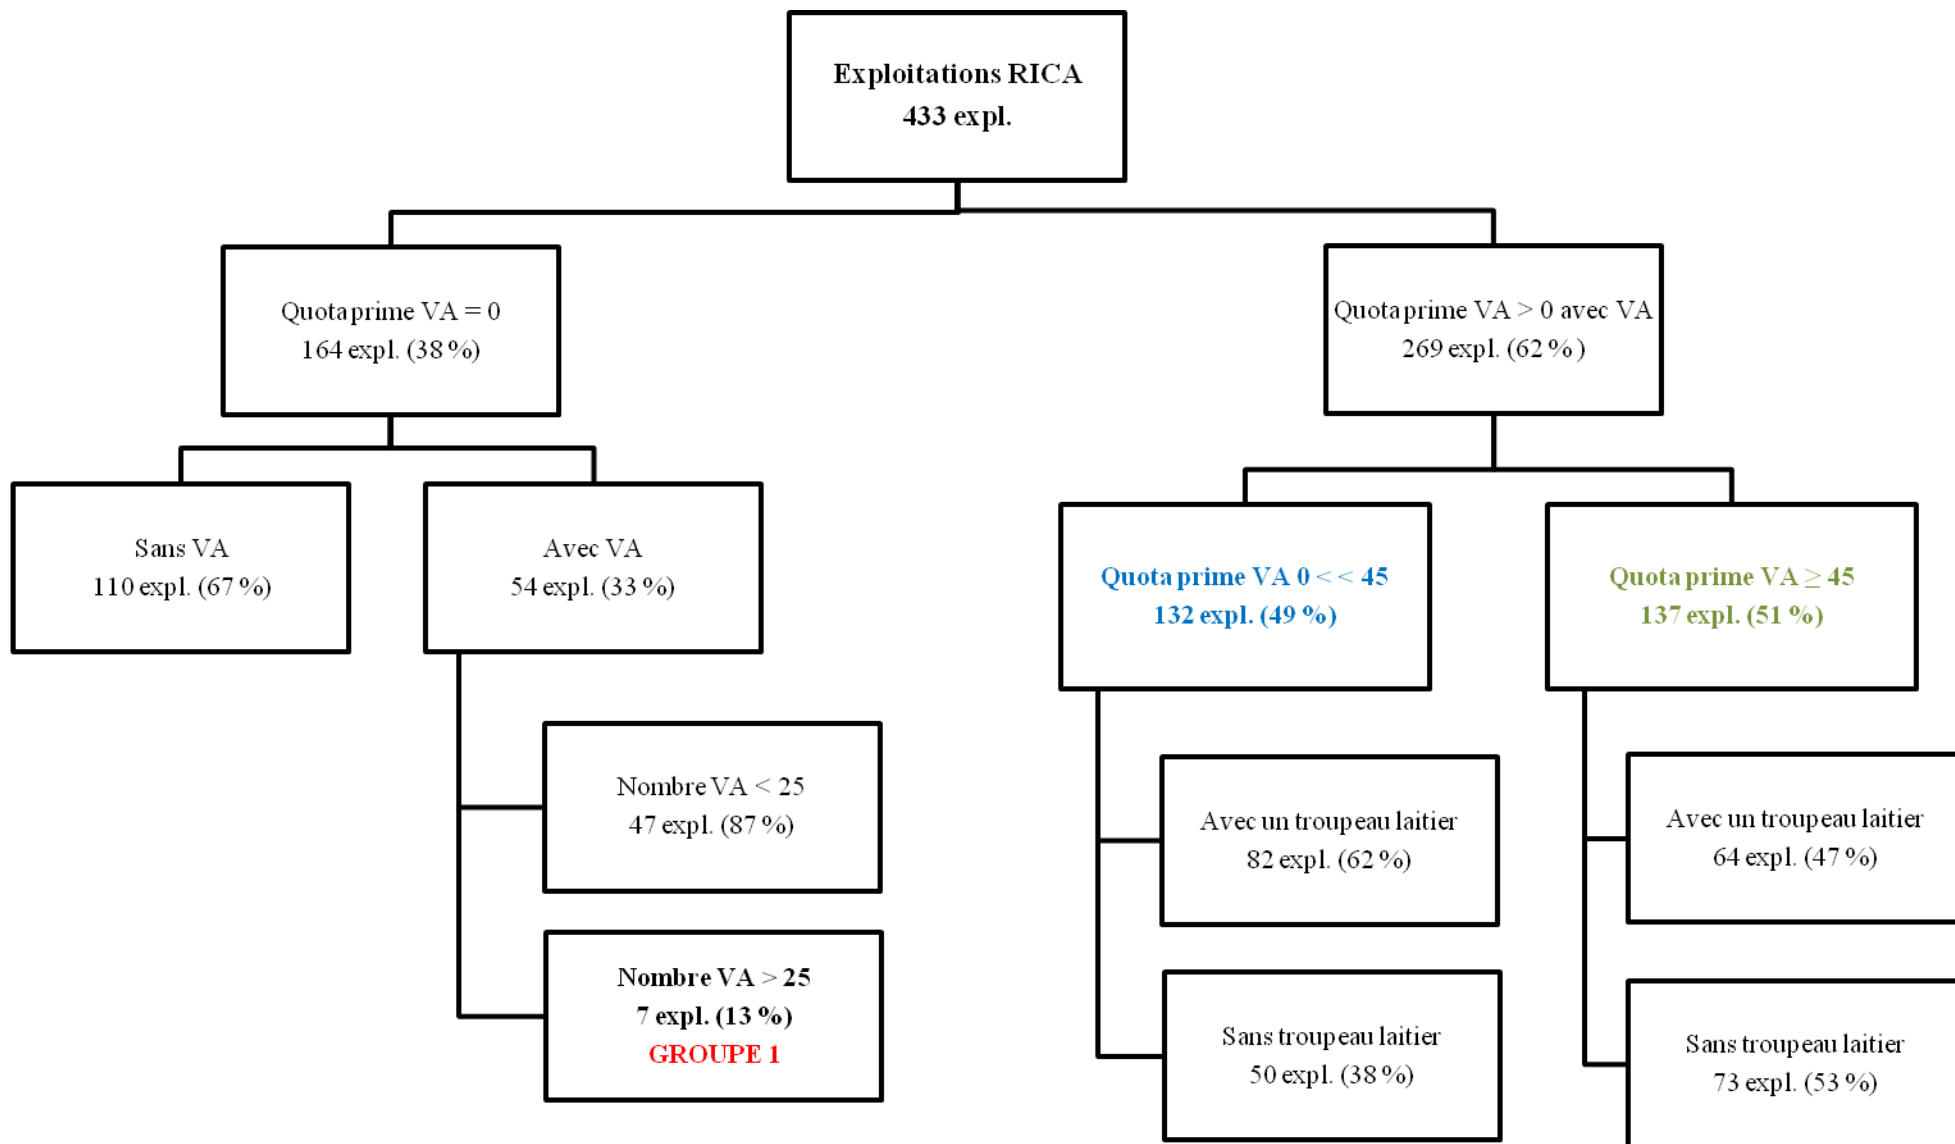 Exploitations RICA
433 expl.
Quota prime VA = 0
164 expl. (38 %)
Quota prime VA > 0 avec VA
269 expl. (62 % )
Sans VA
110 expl. (67 %)
Avec VA
54 expl. (33 %)
Quota prime VA 0 < < 45
132 expl. (49 %)
Quota prime VA ≥ 45
137 expl. (51 %)
Nombre VA < 25
47 expl. (87 %)
Nombre VA > 25
7 expl. (13 %)
GROUPE 1
Avec un troupeau laitier
82 expl. (62 %)
Sans troupeau laitier
50 expl. (38 %)
Avec un troupeau laitier
64 expl. (47 %)
Sans troupeau laitier
73 expl. (53 %)